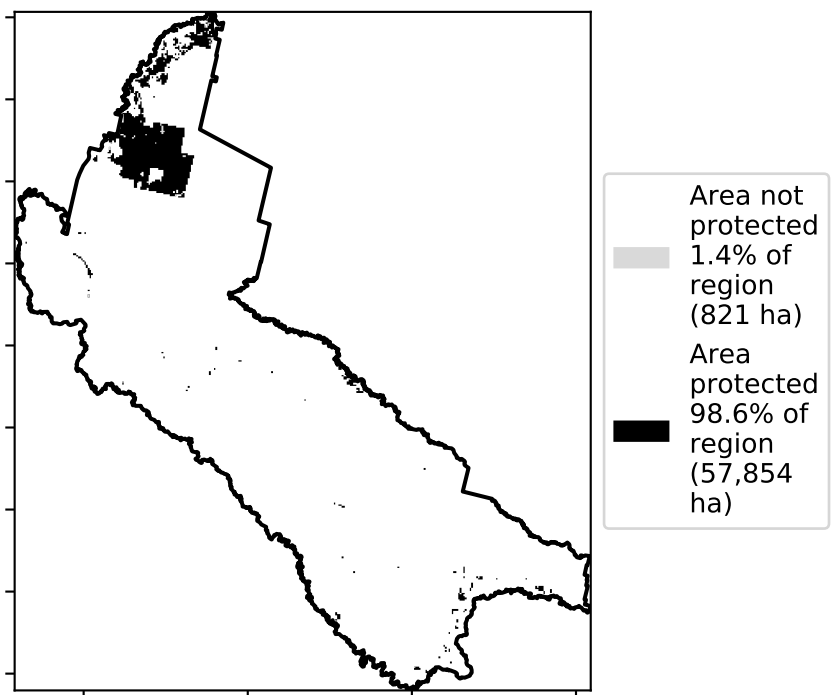 Area not
protected
1.4% of
region
(821 ha)
Area
protected
98.6% of
region
(57,854
ha)